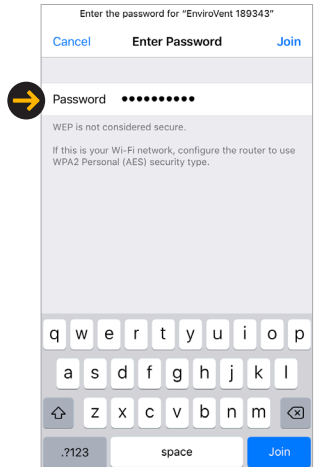 Enter the password for “EnviroVent 189343”
Cancel Enter Password Join
Password ●●●●●●●●●●
WEP is not considered secure.
If this is your Wi-Fi network, configure the router to use
WPA2 Personal (AES) security type.
q w e r t y u i o p
a s d f g h j k l
z x c v b n m
.?123 space Join